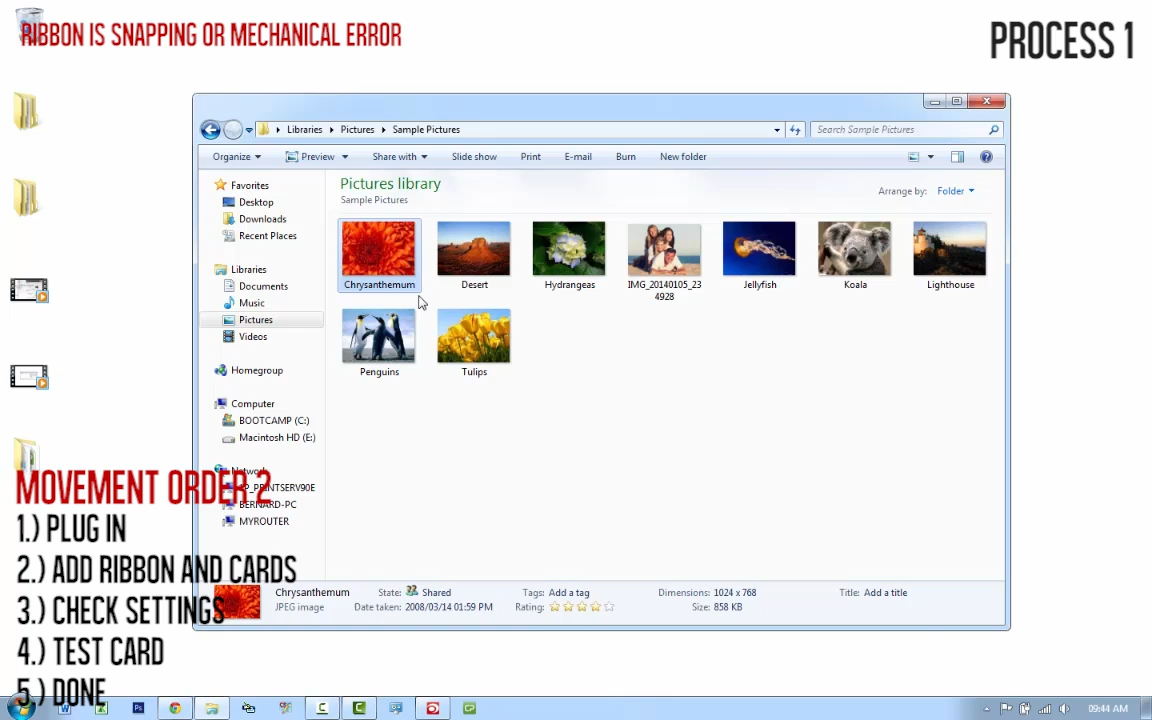 RIBBON IS SNAPPING OR MECHANICAL ERROR
PROCESS 1
Libraries
Pictures
Sample Pictures
Search Sample Pictures
Organize
Preview
Share with
Slide show
Print
E-mail
Burn
New folder
Favorites
Desktop
Downloads
Recent Places
Libraries
Documents
Music
Pictures
Videos
Homegroup
Computer
BOOTCAMP (C:)
Macintosh HD (E:)
Network
BERNARD-PC
MYROUTER
Pictures library
Sample Pictures
Arrange by: Folder
Chrysanthemum
Desert
Hydrangeas
IMG_20140105_23
4928
Jellyfish
Koala
Lighthouse
Penguins
Tulips
MOVEMENT ORDER 2
1.) PLUG IN
2.) ADD RIBBON AND CARDS
3.) CHECK SETTINGS
4.) TEST CARD
5.) DONE
Chrysanthemum
JPEG image
State: Shared
Date taken: 2008/03/14 01:59 PM
Tags: Add a tag
Rating:
Dimensions: 1024 x 768
Size: 858 KB
Title: Add a title
09:44 AM